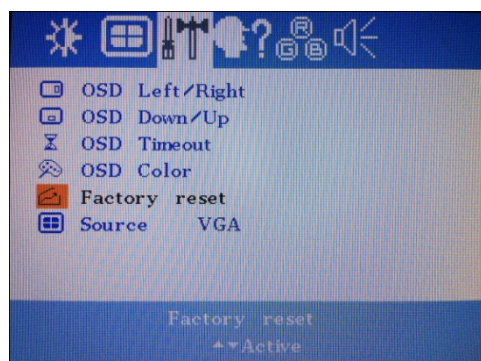 ? R G B
OSD Left/Right
OSD Down/Up
OSD Timeout
OSD Color
Factory reset
Source VGA
Factory reset
▲▼Active